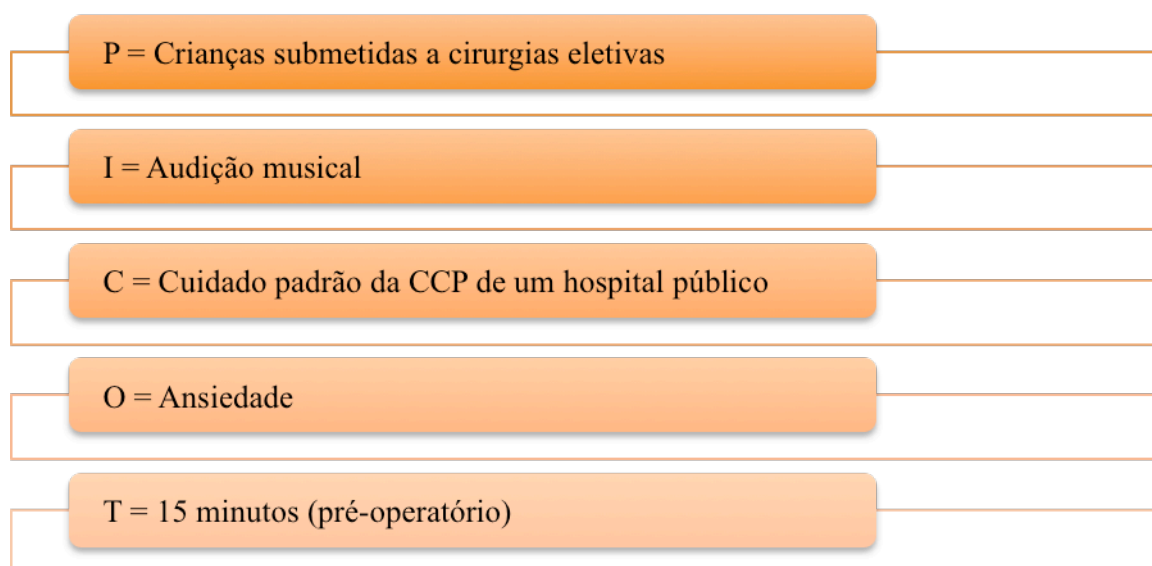 P = Crianças submetidas a cirurgias eletivas
I = Audição musical
C = Cuidado padrão da CCP de um hospital público
O = Ansiedade
T = 15 minutos (pré-operatório)